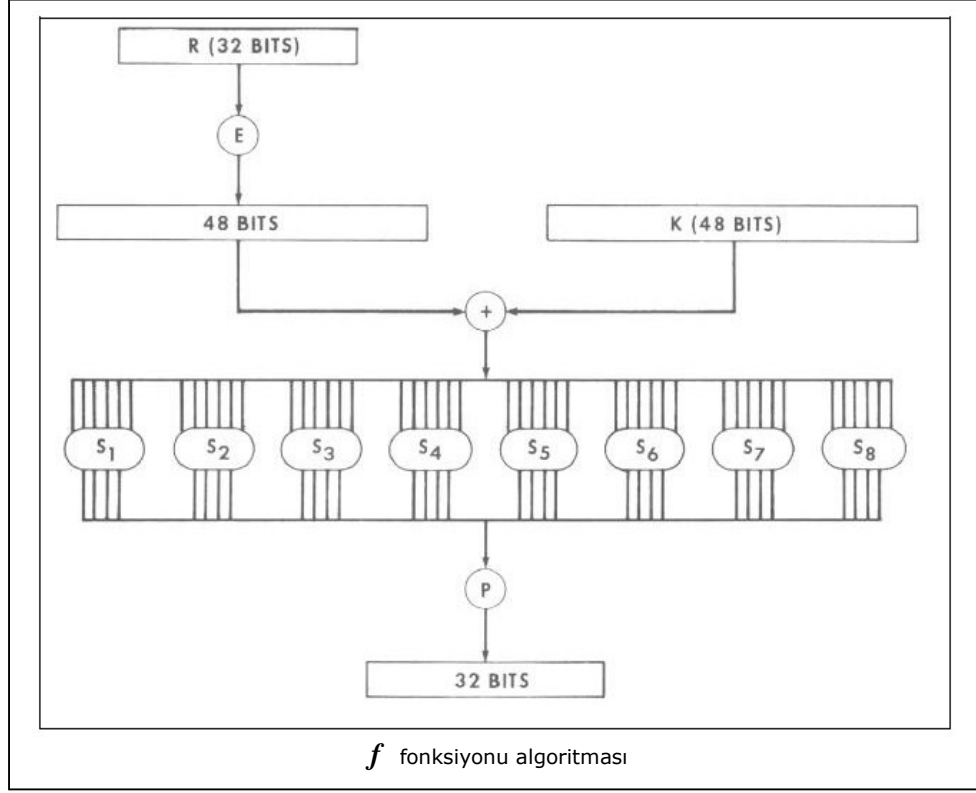 R (32 BITS)
E
48 BITS
K (48 BITS)
+
S1 S2 S3 S4 S5 S6 S7 S8
P
32 BITS
f fonksiyonu algoritması